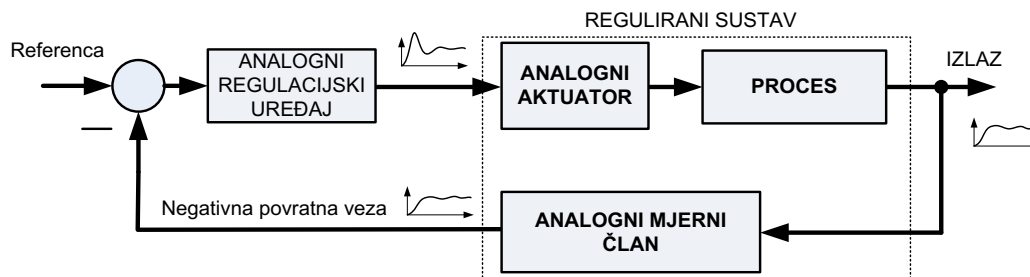 REGULIRANI SUSTAV
Referenca
ANALOGNI
REGULACIJSKI
UREĐAJ
ANALOGNI
AKTUATOR
PROCES
IZLAZ
Negativna povratna veza
ANALOGNI MJERNI
ČLAN